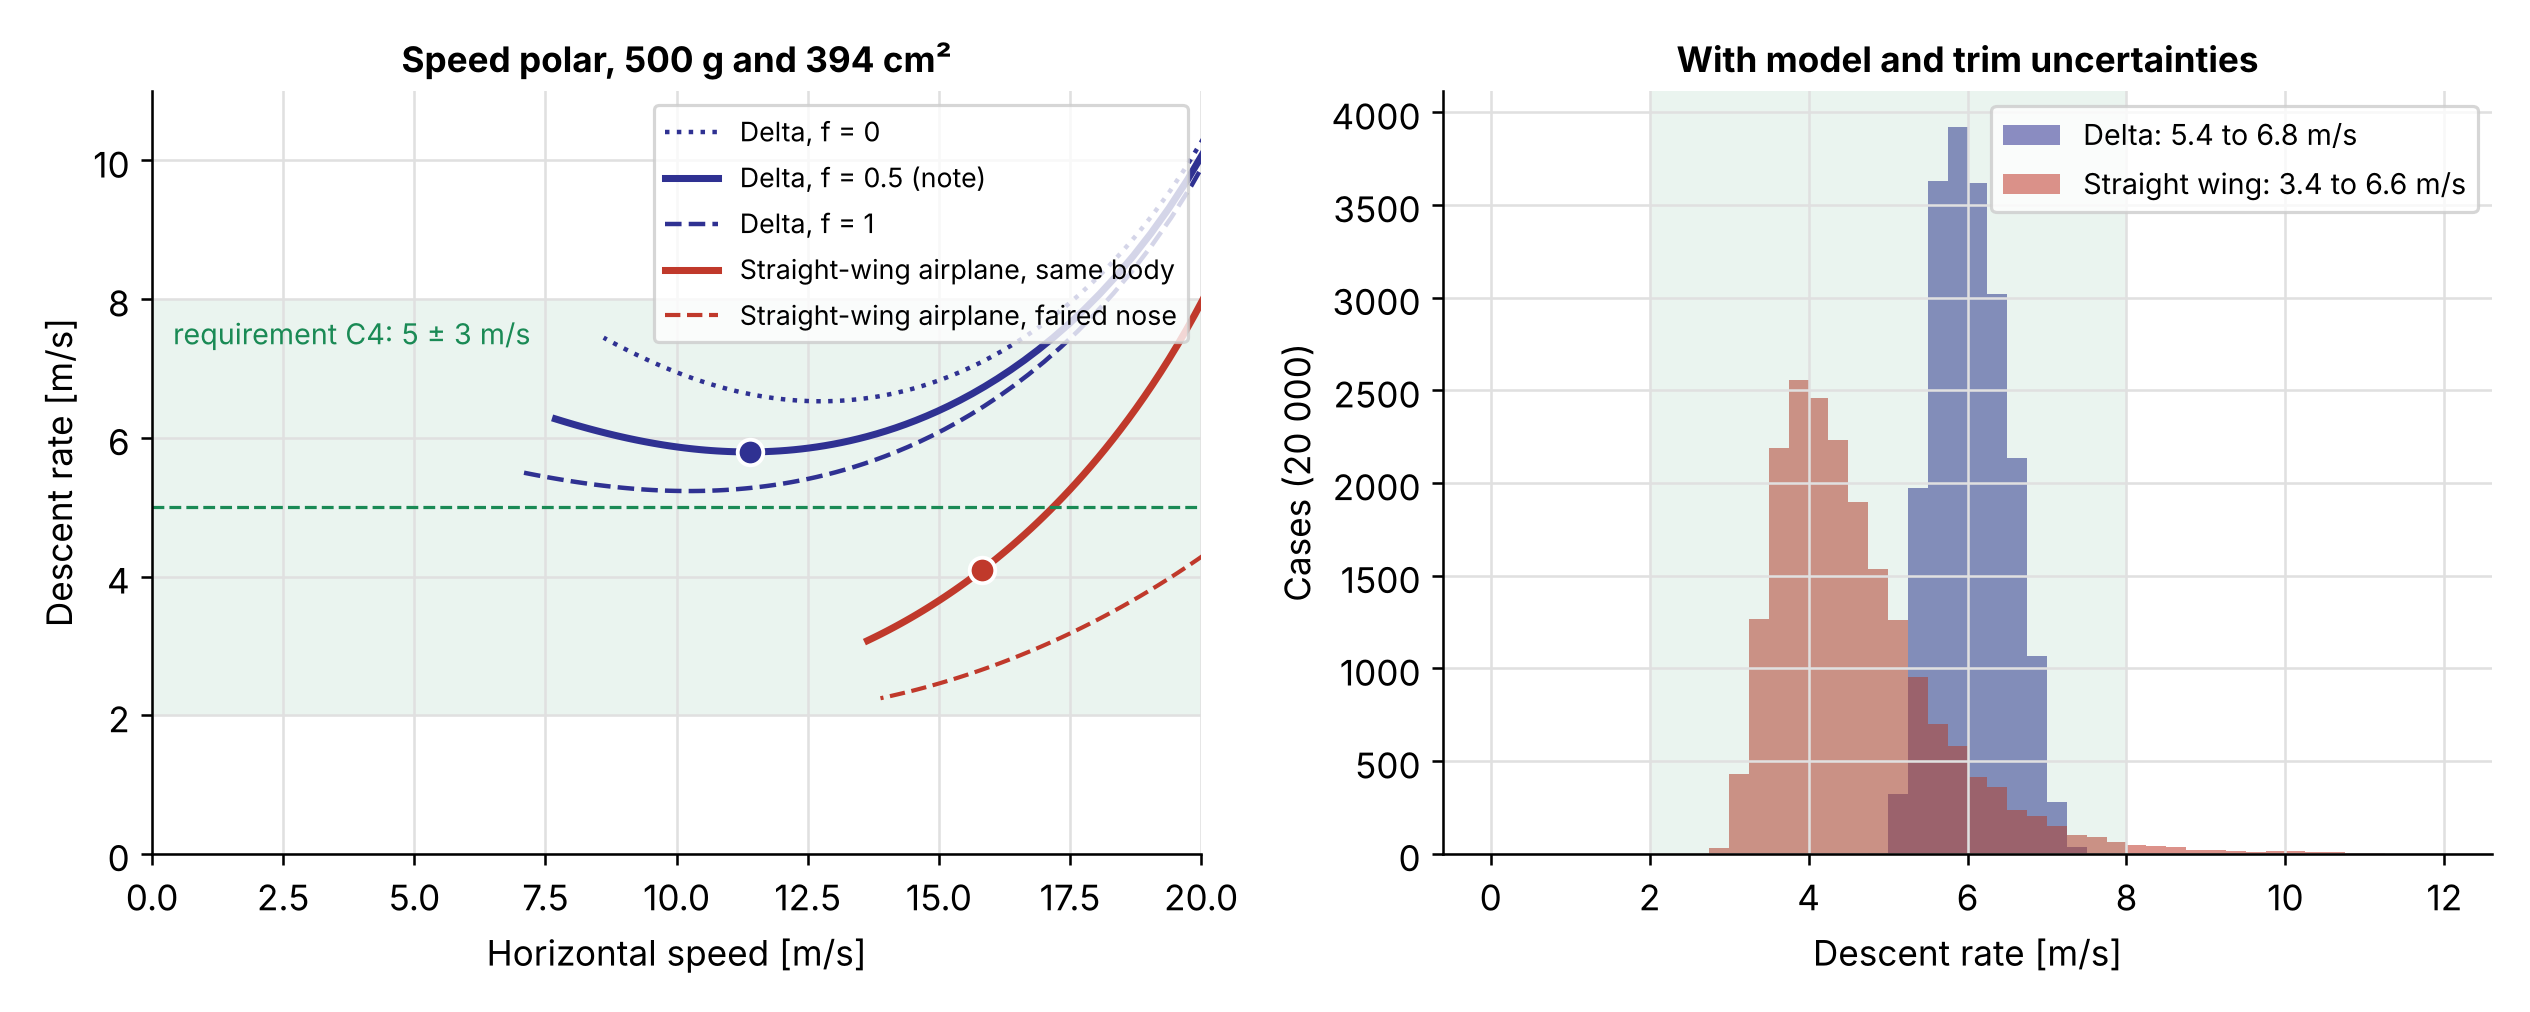 Speed polar, 500 g and 394 cm²
Descent rate [m/s]
10
8
6
4
2
0
Delta, f = 0
Delta, f = 0.5 (note)
Delta, f = 1
Straight-wing airplane, same body
Straight-wing airplane, faired nose
requirement C4: 5 ± 3 m/s
0.0 2.5 5.0 7.5 10.0 12.5 15.0 17.5 20.0
Horizontal speed [m/s]
With model and trim uncertainties
Cases (20 000)
4000
3500
3000
2500
2000
1500
1000
500
0
Delta: 5.4 to 6.8 m/s
Straight wing: 3.4 to 6.6 m/s
0 2 4 6 8 10 12
Descent rate [m/s]